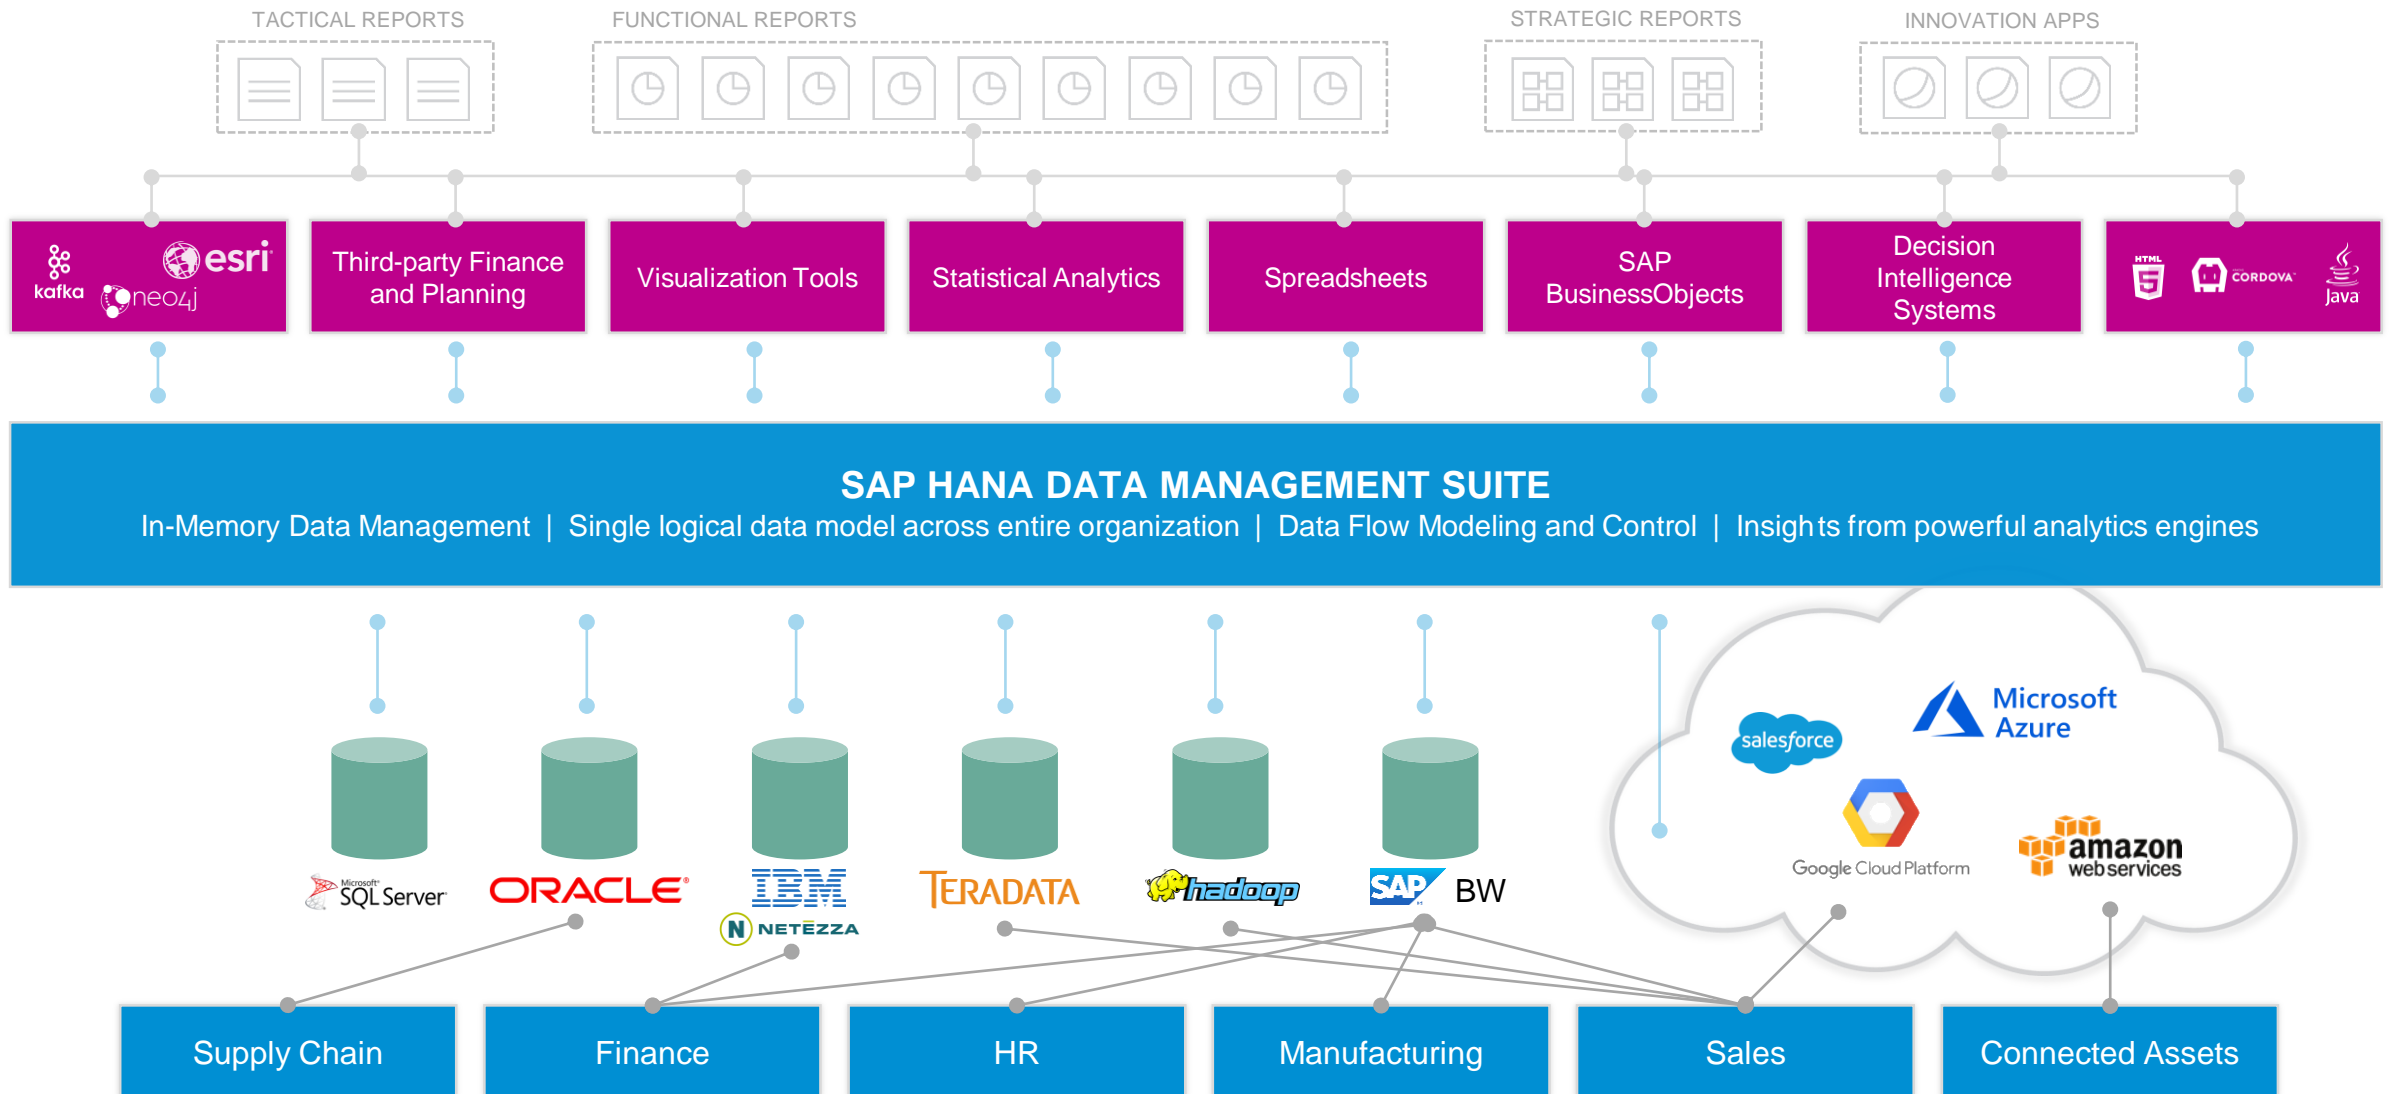 TACTICAL REPORTS
FUNCTIONAL REPORTS
STRATEGIC REPORTS
INNOVATION APPS
kafka
esri
neo4j
Third-party Finance
and Planning
Visualization Tools
Statistical Analytics
Spreadsheets
SAP
BusinessObjects
Decision
Intelligence
Systems
HTML
5
CORDOVA
Java
SAP HANA DATA MANAGEMENT SUITE
In-Memory Data Management | Single logical data model across entire organization | Data Flow Modeling and Control | Insights from powerful analytics engines
salesforce
Microsoft
Azure
Google Cloud Platform
amazon
web services
Microsoft®
SQL Server®
ORACLE®
IBM
N NETĒZZA
TERADATA
hadoop
SAP BW
Supply Chain
Finance
HR
Manufacturing
Sales
Connected Assets